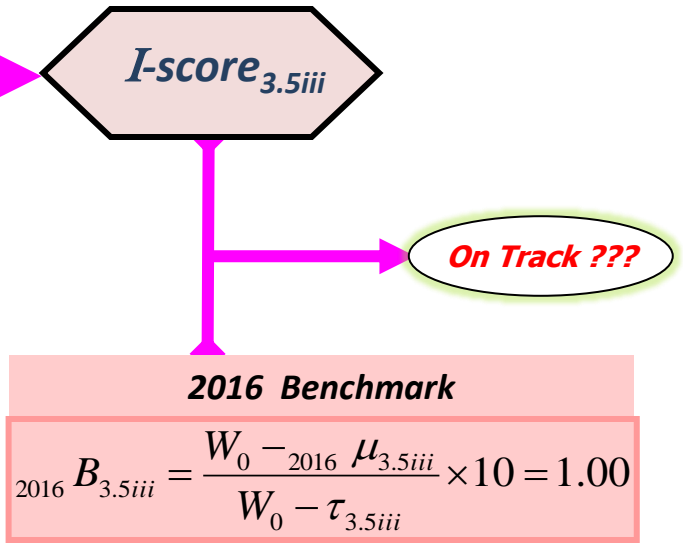 I-score3.5iii
On Track ???
2016 Benchmark
₂₀₁₆ B₃.₅ᵢᵢᵢ = (W₀ −₂₀₁₆ μ₃.₅ᵢᵢᵢ) / (W₀ − τ₃.₅ᵢᵢᵢ) × 10 = 1.00